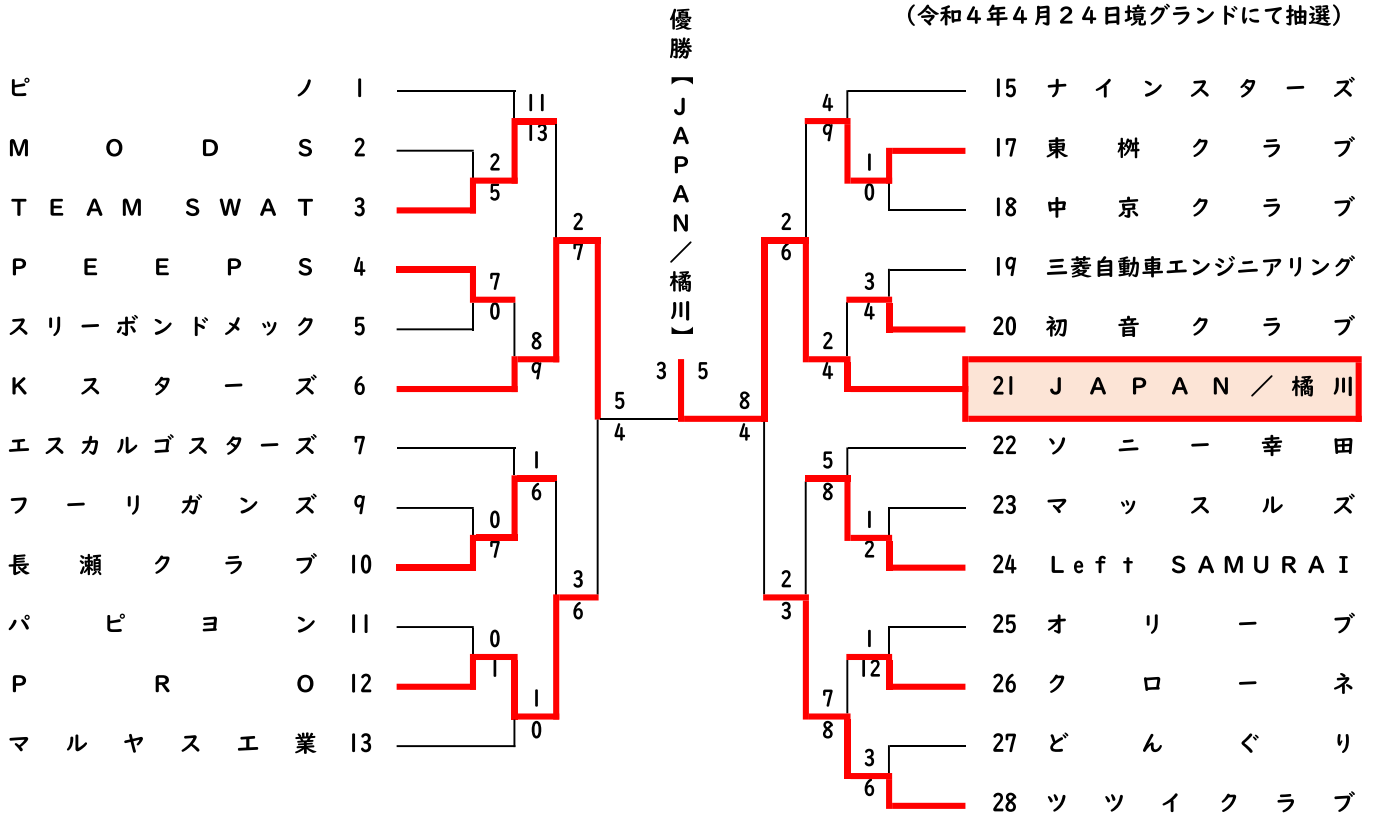 （令和４年４月２４日境グランドにて抽選）
優勝【ＪＡＰＡＮ／橘川】
ピノ 1
ＭＯＤＳ 2
ＴＥＡＭ ＳＷＡＴ 3
ＰＥＥＰＳ 4
スリーボンドメック 5
Ｋスターズ 6
エスカルゴスターズ 7
フーリガンズ 9
長瀬クラブ 10
パピヨン 11
ＰＲＯ 12
マルヤス工業 13
11
13
2
5
7
0
8
9
2
7
1
6
0
7
0
1
1
0
3
6
5
4
3 5
8
4
4
9
1
0
2
6
3
4
2
4
5
8
1
2
2
3
1
12
7
8
3
6
15 ナインスターズ
17 東桝クラブ
18 中京クラブ
19 三菱自動車エンジニアリング
20 初音クラブ
21 ＪＡＰＡＮ／橘川
22 ソニー幸田
23 マッスルズ
24 Ｌｅｆｔ ＳＡＭＵＲＡＩ
25 オリーブ
26 クローネ
27 どんぐり
28 ツツイクラブ